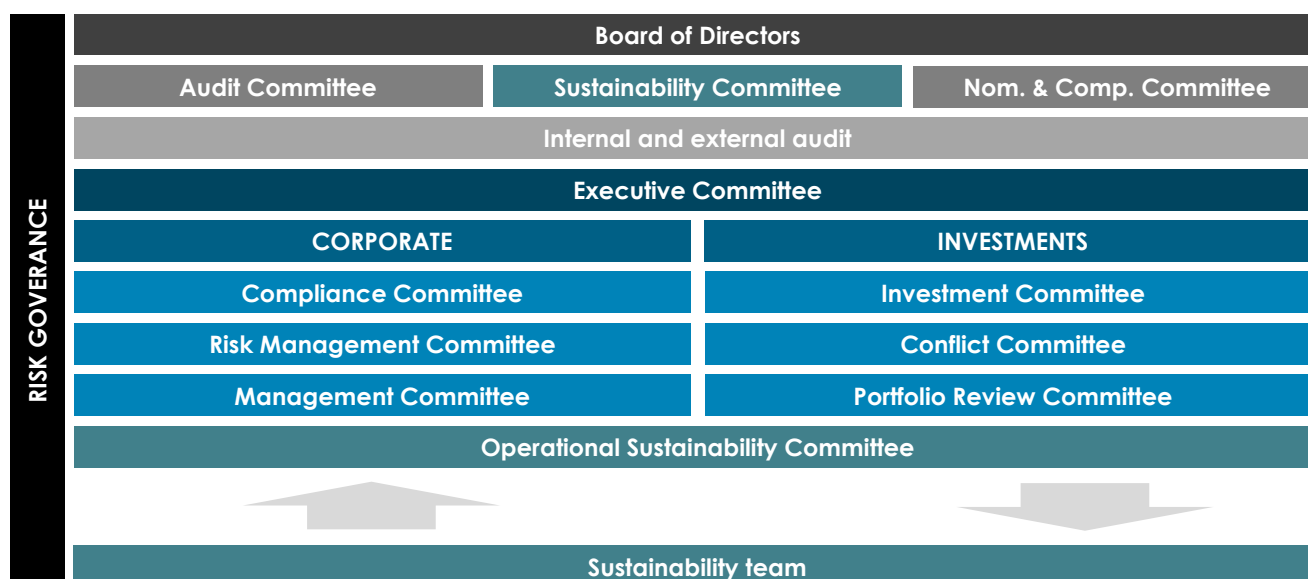 Board of Directors
Audit Committee
Sustainability Committee
Nom. & Comp. Committee
Internal and external audit
Executive Committee
CORPORATE
INVESTMENTS
Compliance Committee
Investment Committee
Risk Management Committee
Conflict Committee
Management Committee
Portfolio Review Committee
Operational Sustainability Committee
Sustainability team
RISK GOVERANCE